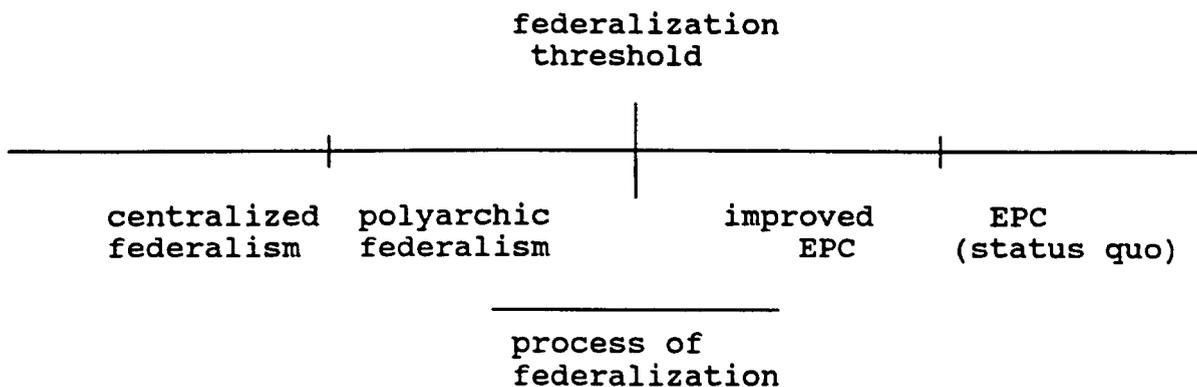 federalization
threshold
centralized polyarchic improved EPC
federalism federalism EPC (status quo)
process of
federalization